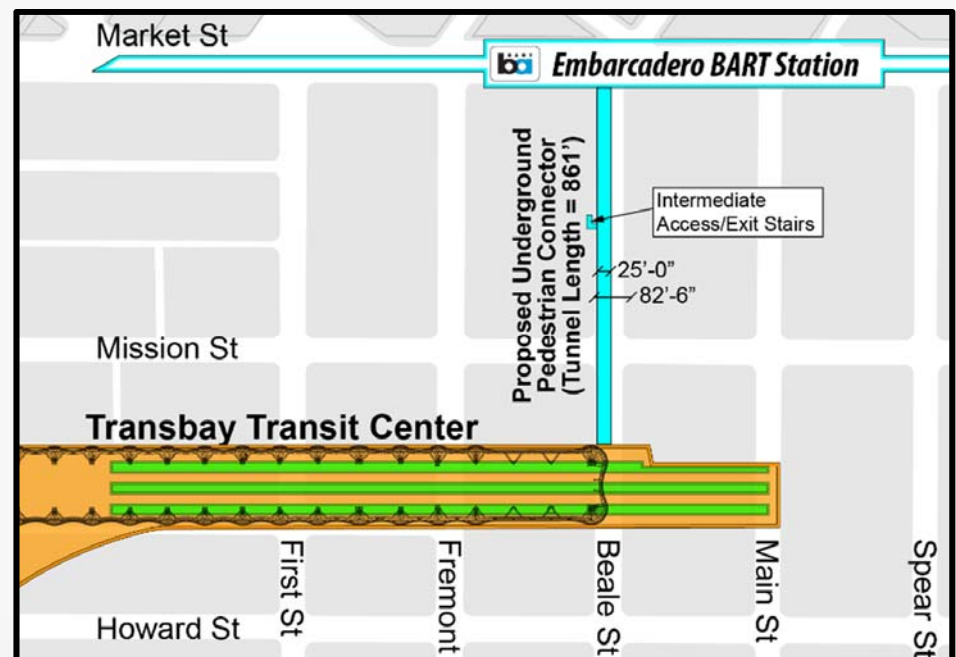 Market St
ba Embarcadero BART Station
Proposed Underground
Pedestrian Connector
(Tunnel Length = 861')
Intermediate
Access/Exit Stairs
25'-0"
82'-6"
Mission St
Transbay Transit Center
First St
Fremont
Beale St
Main St
Spear St
Howard St